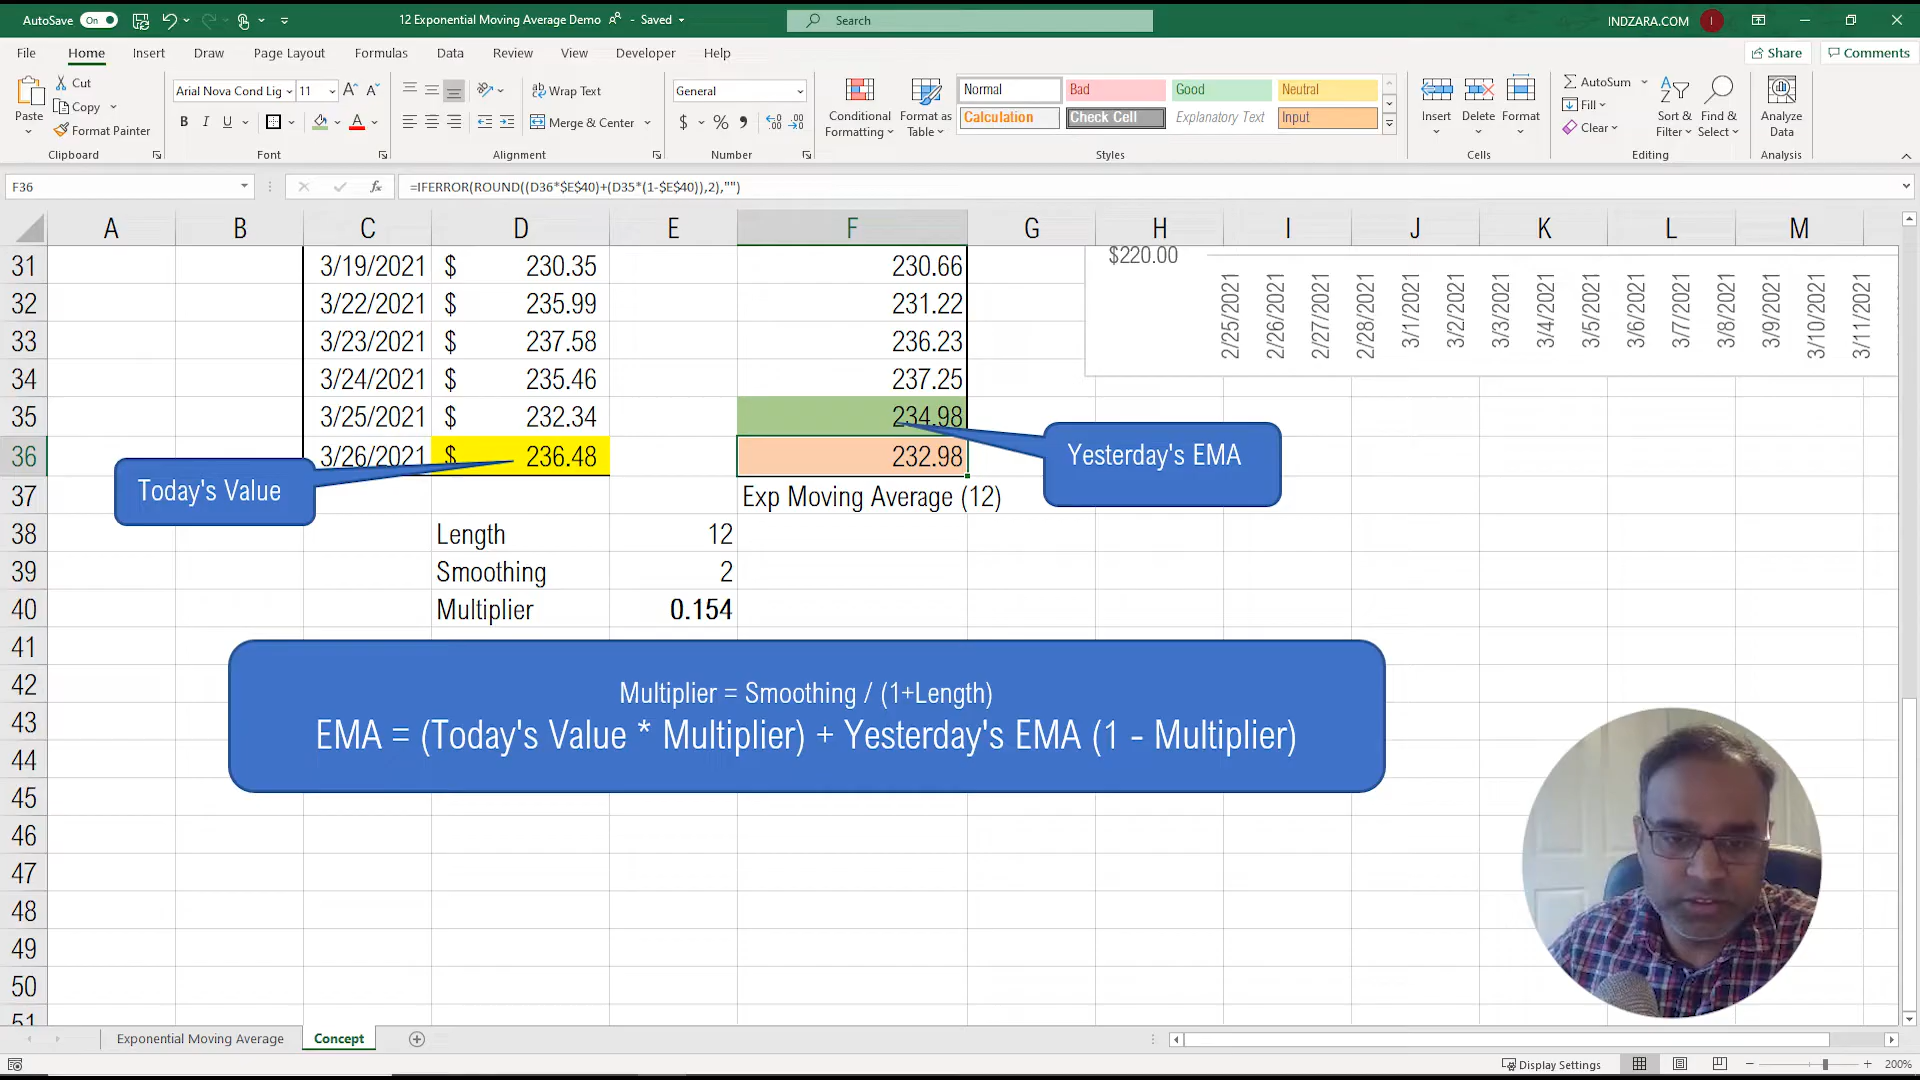 AutoSave On 12 Exponential Moving Average Demo - Saved Search INDZARA.COM I
File Home Insert Draw Page Layout Formulas Data Review View Developer Help Share Comments
Paste Cut Copy Format Painter
Clipboard
Arial Nova Cond Lig 11
B I U
Font
Wrap Text
Merge & Center
Alignment
General
$ % ,
Number
Conditional Formatting
Format as Table
Normal Bad Good Neutral
Calculation Check Cell Explanatory Text Input
Styles
Insert Delete Format
Cells
AutoSum Fill Clear
Sort & Filter
Find & Select
Editing
Analyze Data
Analysis
F36 fx =IFERROR(ROUND((D36*$E$40)+(D35*(1-$E$40)),2),"")
A B C D E F G H I J K L M
31 3/19/2021 $ 230.35 230.66
32 3/22/2021 $ 235.99 231.22
33 3/23/2021 $ 237.58 236.23
34 3/24/2021 $ 235.46 237.25
35 3/25/2021 $ 232.34 234.98
36 3/26/2021 $ 236.48 232.98
37 Exp Moving Average (12)
38 Length 12
39 Smoothing 2
40 Multiplier 0.154
41
42
43
44
45
46
47
48
49
50
51
$220.00
2/25/2021 2/26/2021 2/27/2021 2/28/2021 3/1/2021 3/2/2021 3/3/2021 3/4/2021 3/5/2021 3/6/2021 3/7/2021 3/8/2021 3/9/2021 3/10/2021 3/11/2021
Today's Value
Yesterday's EMA
Multiplier = Smoothing / (1+Length)
EMA = (Today's Value * Multiplier) + Yesterday's EMA (1 - Multiplier)
Exponential Moving Average Concept
Display Settings 200%